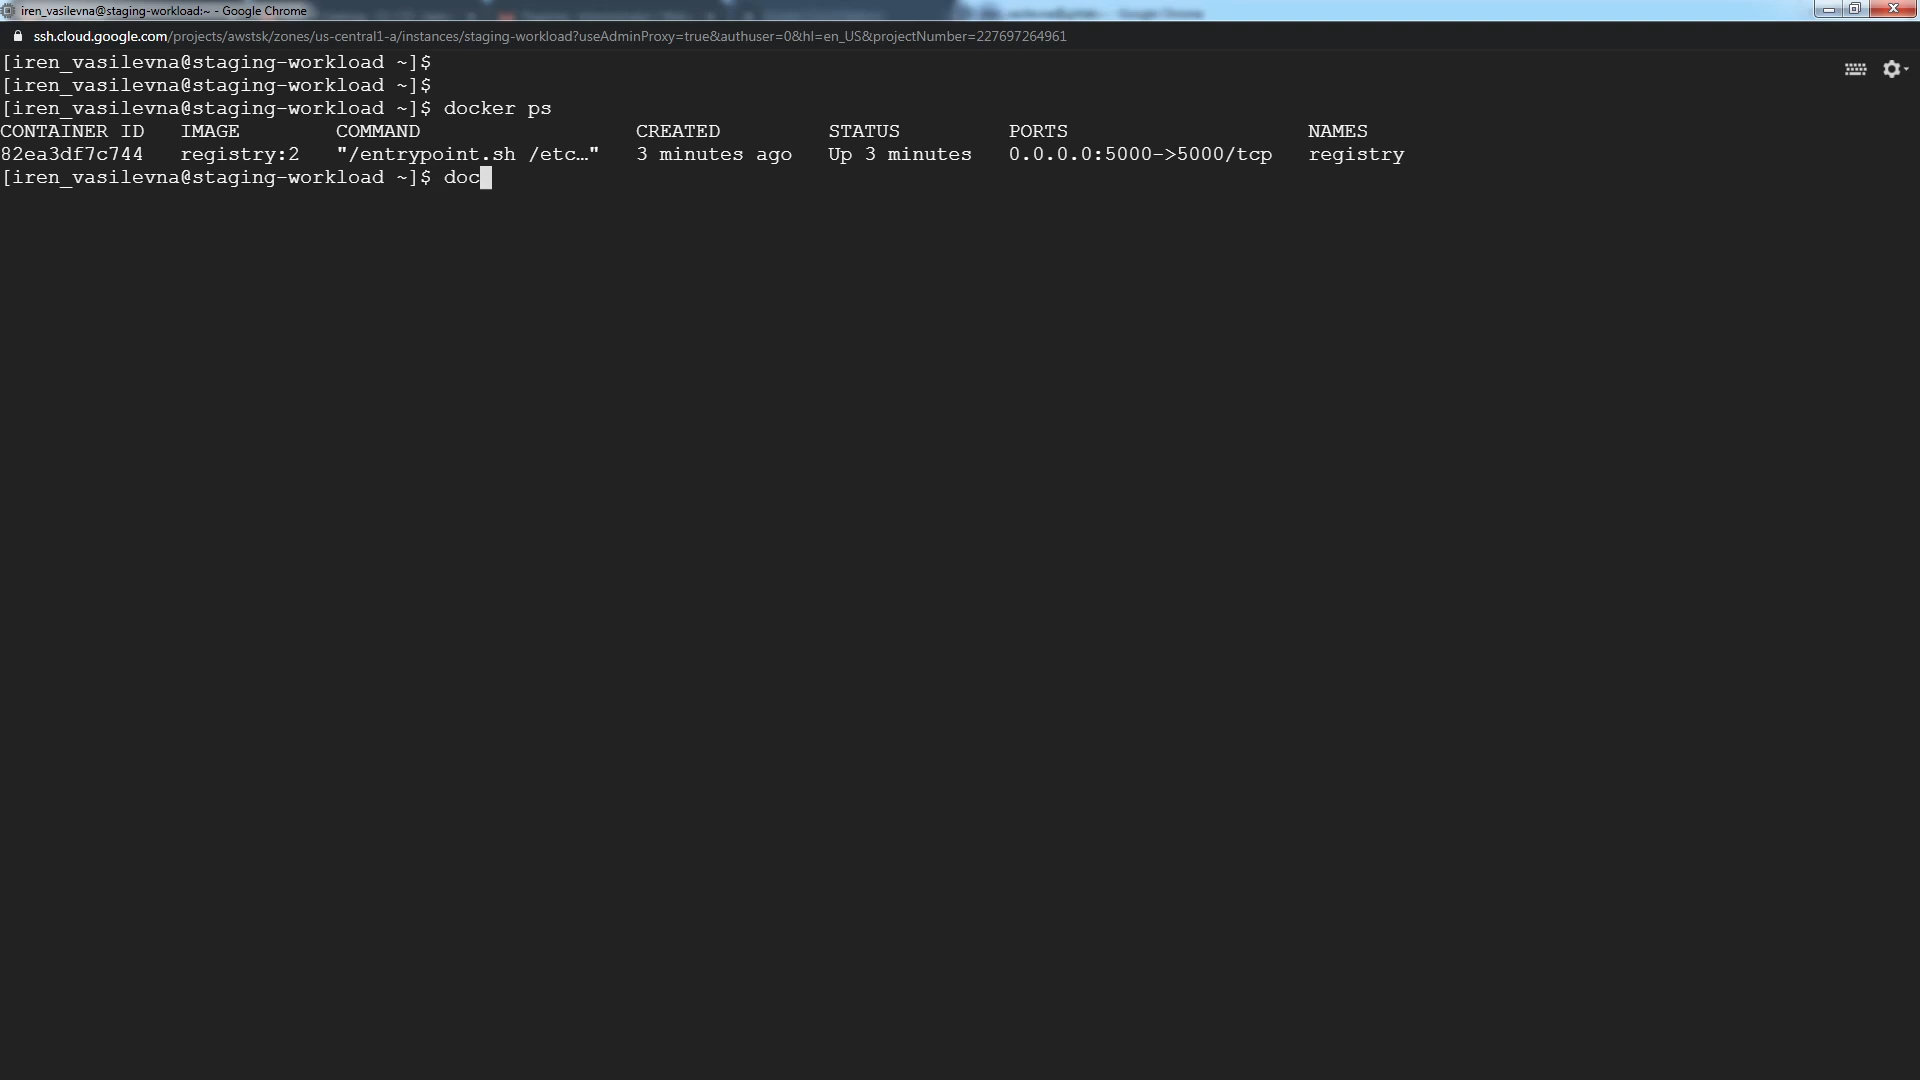 iren_vasilevna@staging-workload:~ - Google Chrome
ssh.cloud.google.com/projects/awstsk/zones/us-central1-a/instances/staging-workload?useAdminProxy=true&authuser=0&hl=en_US&projectNumber=227697264961
[iren_vasilevna@staging-workload ~]$
[iren_vasilevna@staging-workload ~]$
[iren_vasilevna@staging-workload ~]$ docker ps
CONTAINER ID   IMAGE        COMMAND                  CREATED         STATUS         PORTS                    NAMES
82ea3df7c744   registry:2   "/entrypoint.sh /etc…"   3 minutes ago   Up 3 minutes   0.0.0.0:5000->5000/tcp   registry
[iren_vasilevna@staging-workload ~]$ doc